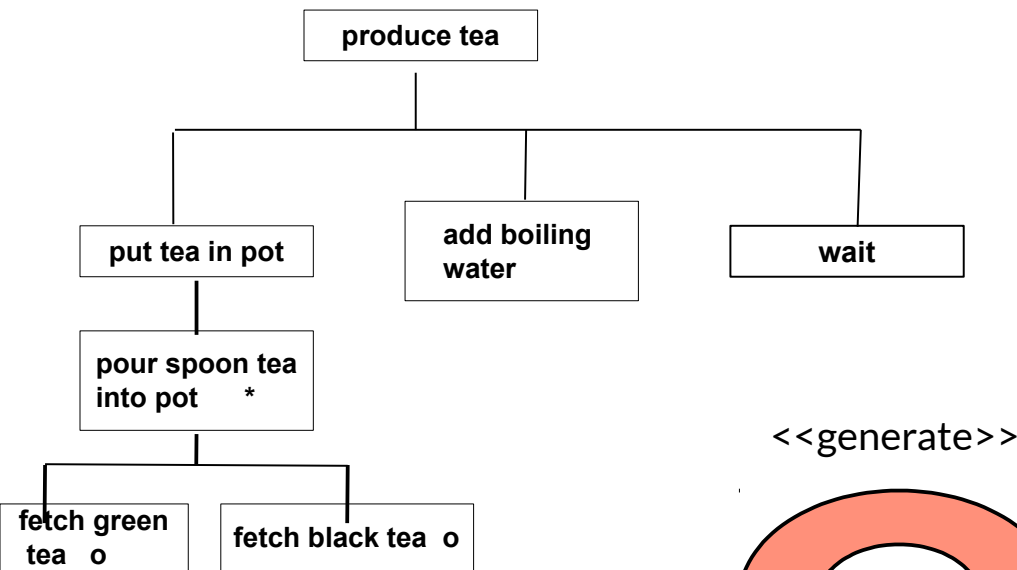 produce tea
put tea in pot
add boiling
water
wait
pour spoon tea
into pot *
<<generate>>
fetch green
tea o
fetch black tea o